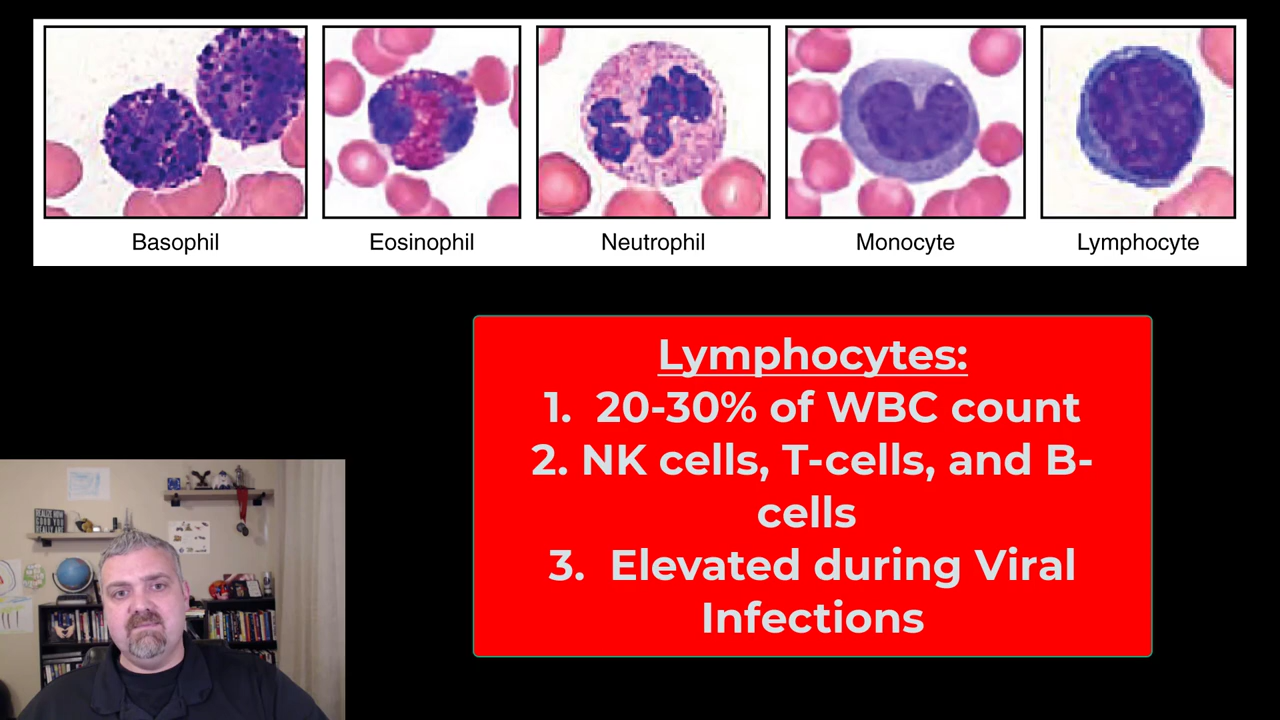 Basophil
Eosinophil
Neutrophil
Monocyte
Lymphocyte
Lymphocytes:
1. 20-30% of WBC count
2. NK cells, T-cells, and B-
cells
3. Elevated during Viral
Infections